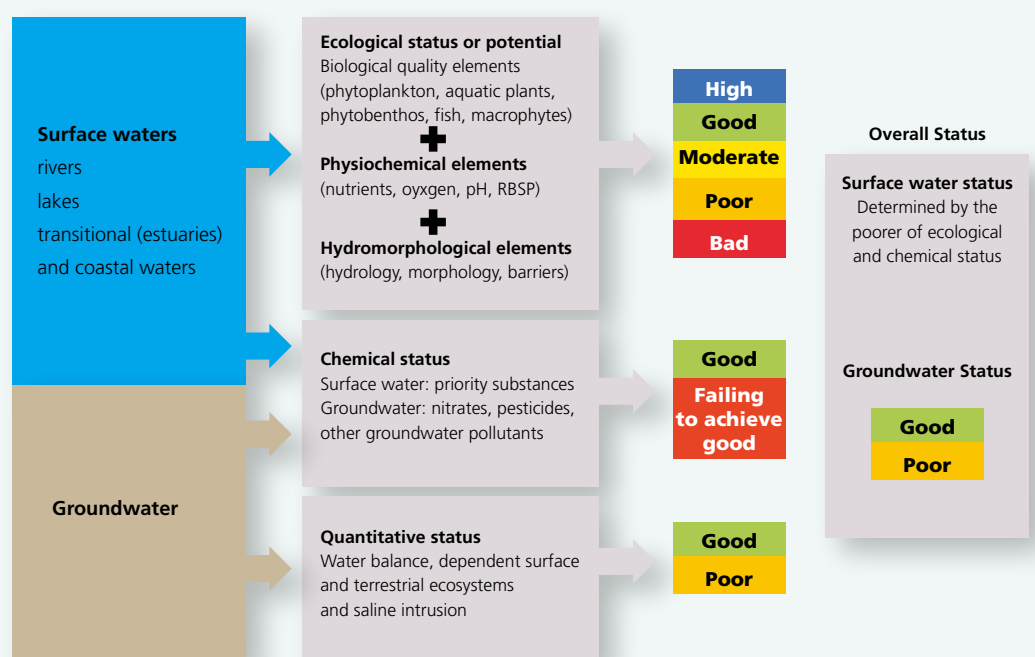 Surface waters
rivers
lakes
transitional (estuaries)
and coastal waters
Groundwater
Ecological status or potential
Biological quality elements
(phytoplankton, aquatic plants,
phytobenthos, fish, macrophytes)
+
Physiochemical elements
(nutrients, oyxgen, pH, RBSP)
+
Hydromorphological elements
(hydrology, morphology, barriers)
Chemical status
Surface water: priority substances
Groundwater: nitrates, pesticides,
other groundwater pollutants
Quantitative status
Water balance, dependent surface
and terrestrial ecosystems
and saline intrusion
High
Good
Moderate
Poor
Bad
Good
Failing
to achieve
good
Good
Poor
Overall Status
Surface water status
Determined by the
poorer of ecological
and chemical status
Groundwater Status
Good
Poor